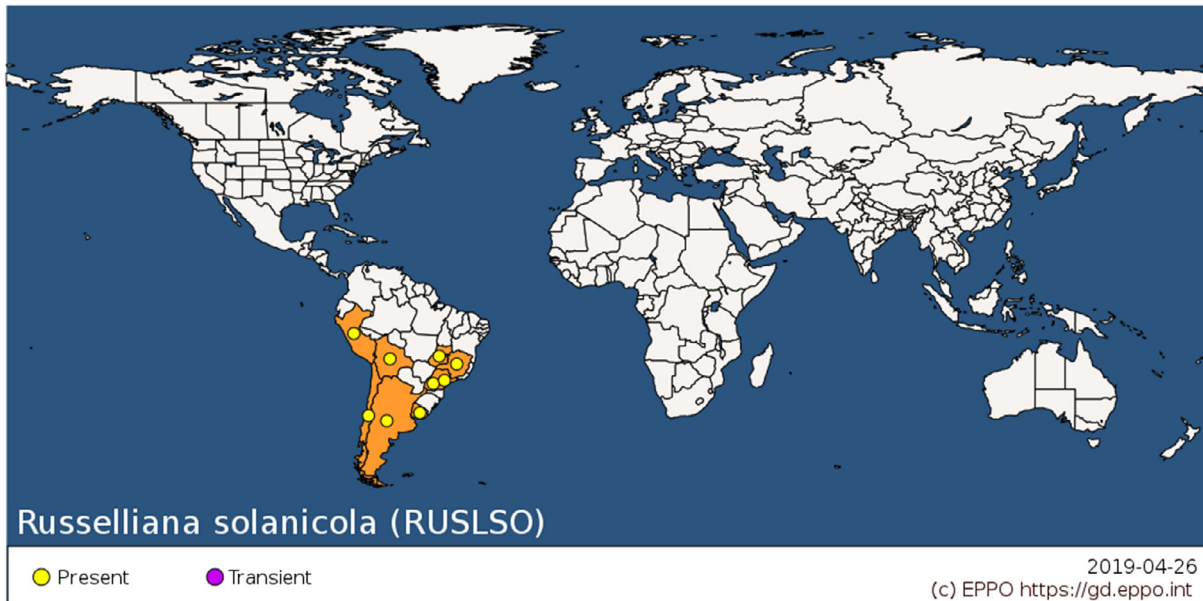 Russelliana solanicola (RUSLSO)
Present
Transient
2019-04-26
(c) EPPO https://gd.eppo.int